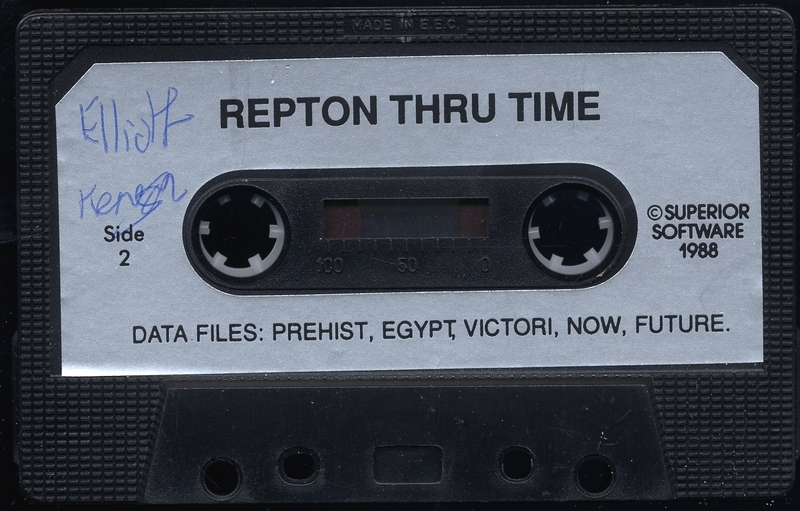 MADE IN E.E.C.
Elliott
REPTON THRU TIME
Side
2
© SUPERIOR
SOFTWARE
1988
100 50 0
DATA FILES: PREHIST, EGYPT, VICTORI, NOW, FUTURE.